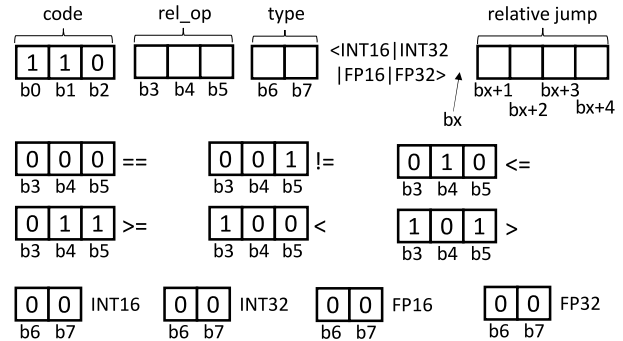 code rel_op type relative jump
1 1 0 <INT16|INT32
b0 b1 b2 b3 b4 b5 b6 b7 |FP16|FP32> bx+1 bx+3
bx bx+2 bx+4
0 0 0 == 0 0 1 != 0 1 0 <=
b3 b4 b5 b3 b4 b5 b3 b4 b5
0 1 1 >= 1 0 0 < 1 0 1 >
b3 b4 b5 b3 b4 b5 b3 b4 b5
0 0 INT16 0 0 INT32 0 0 FP16 0 0 FP32
b6 b7 b6 b7 b6 b7 b6 b7